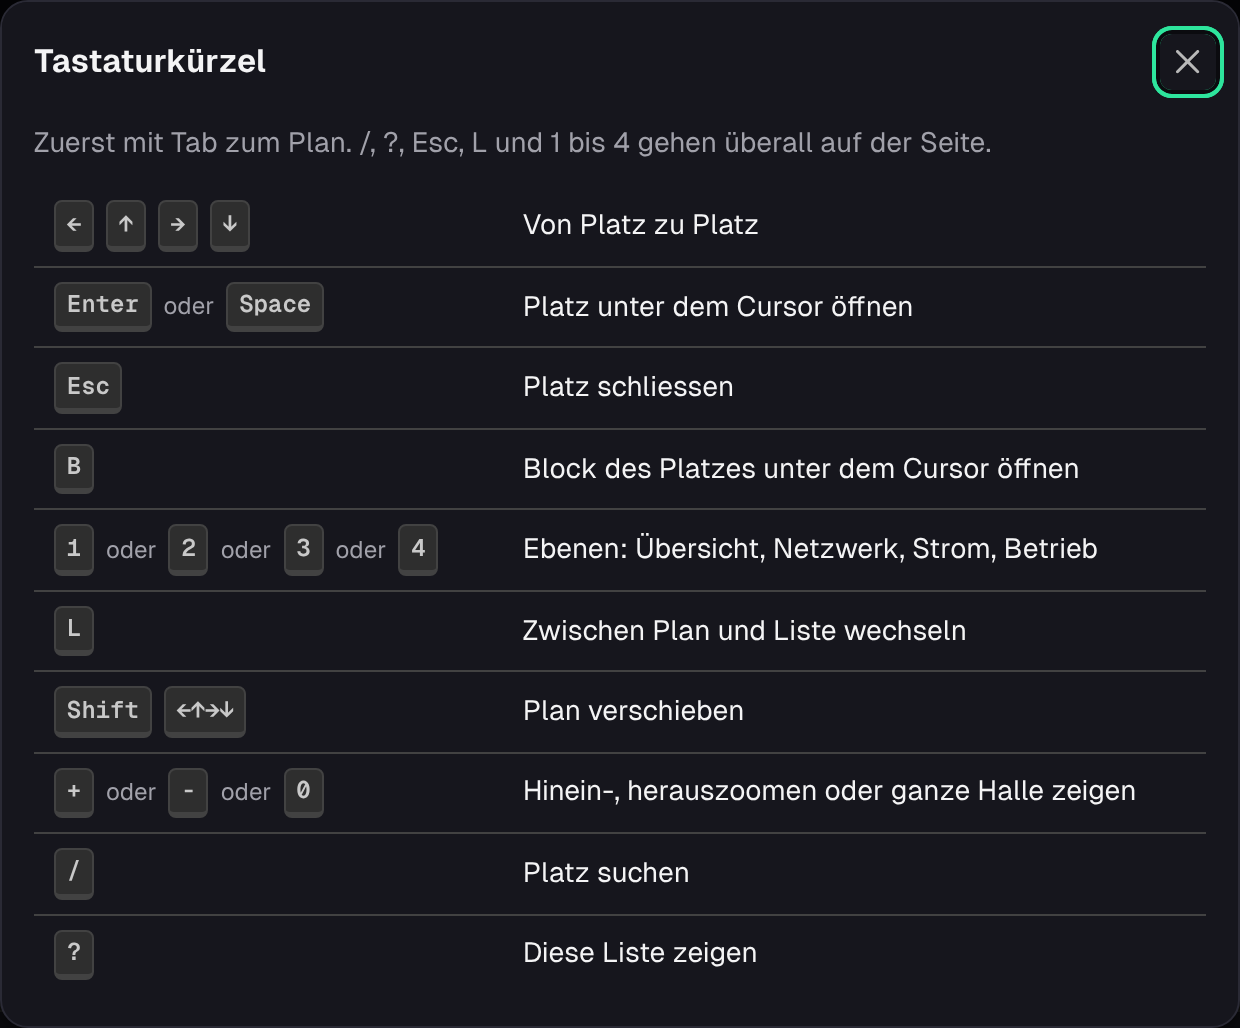 Tastaturkürzel
Zuerst mit Tab zum Plan. /, ?, Esc, L und 1 bis 4 gehen überall auf der Seite.
← ↑ → ↓ Von Platz zu Platz
Enter oder Space Platz unter dem Cursor öffnen
Esc Platz schliessen
B Block des Platzes unter dem Cursor öffnen
1 oder 2 oder 3 oder 4 Ebenen: Übersicht, Netzwerk, Strom, Betrieb
L Zwischen Plan und Liste wechseln
Shift ←↑→↓ Plan verschieben
+ oder - oder 0 Hinein-, herauszoomen oder ganze Halle zeigen
/ Platz suchen
? Diese Liste zeigen